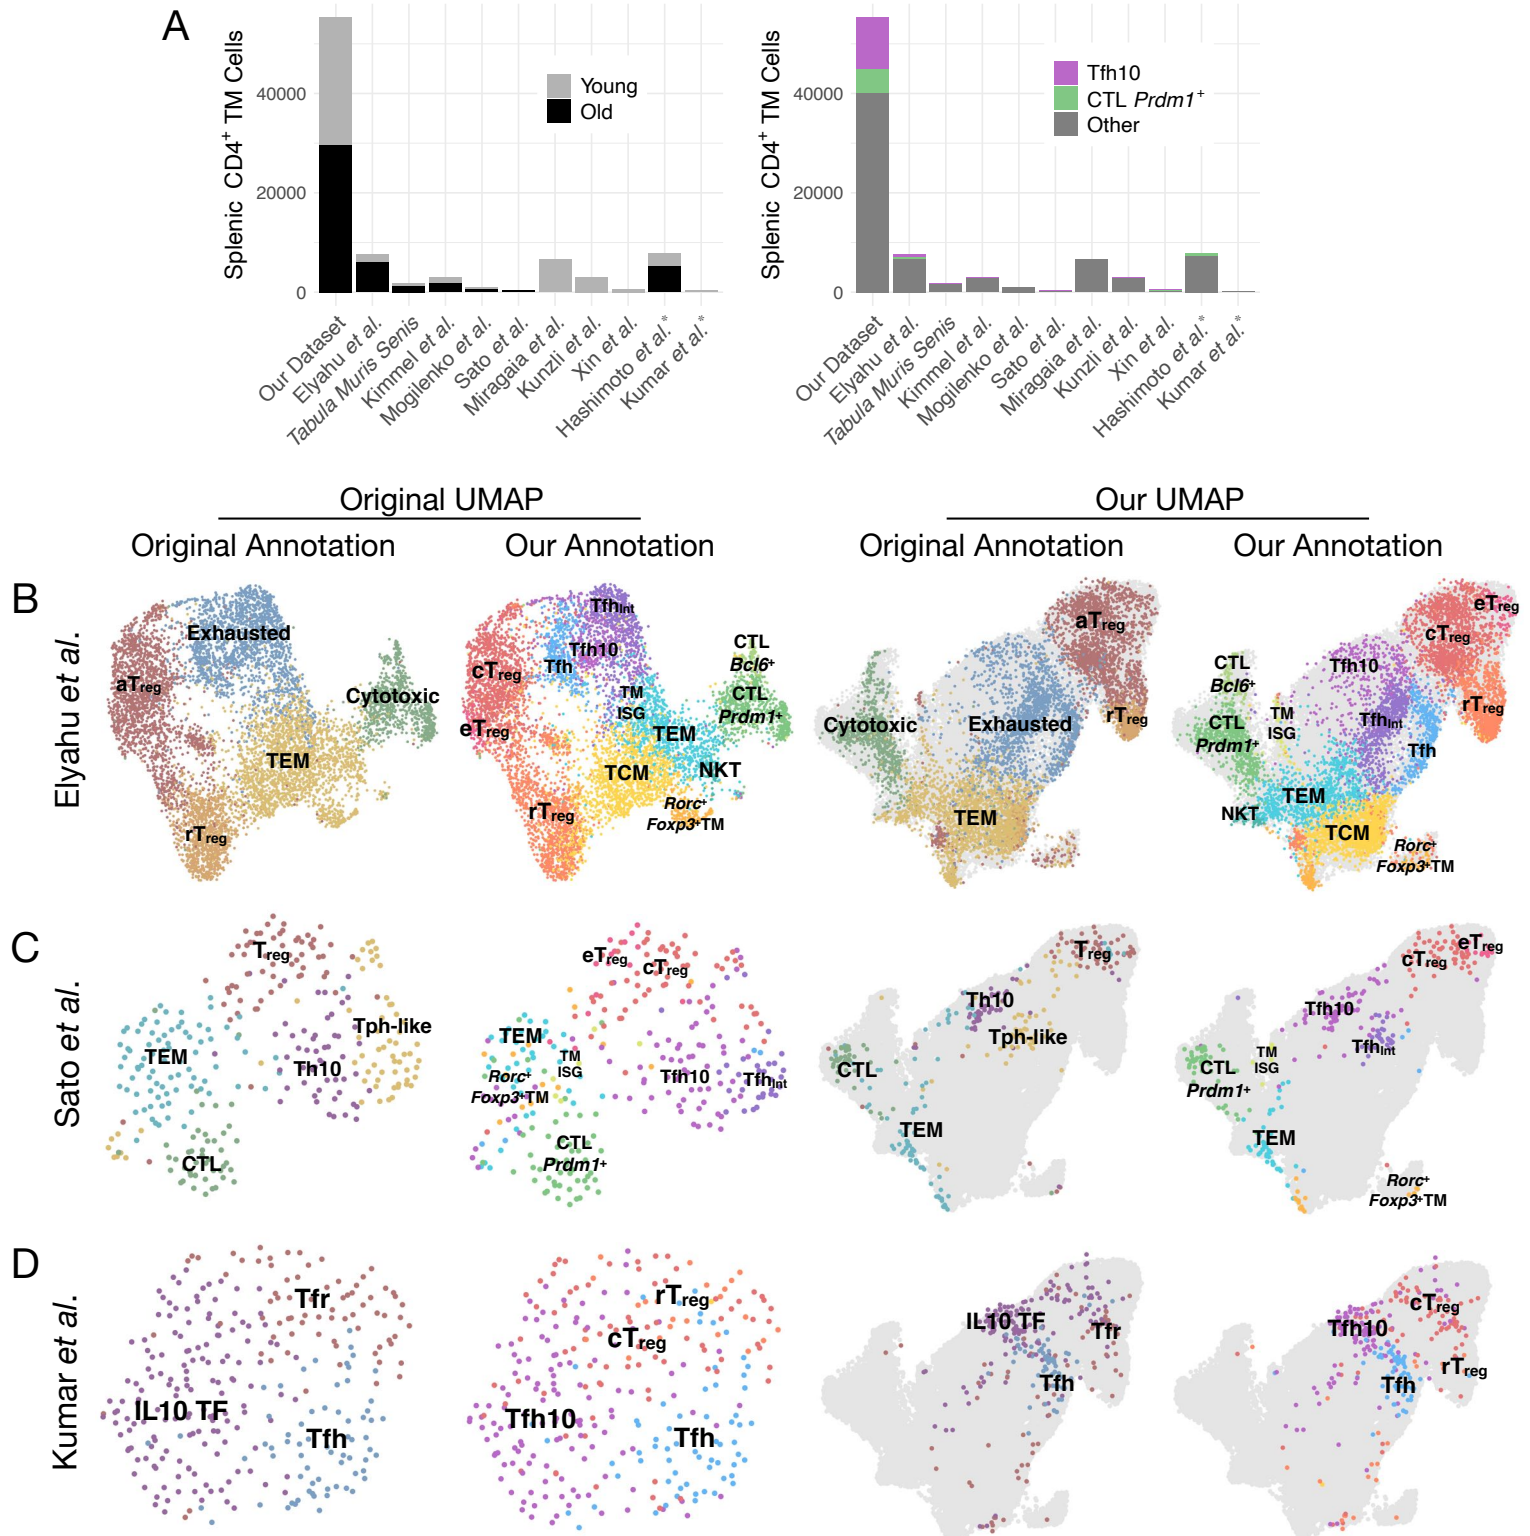 A
Splenic CD4+ TM Cells
40000
20000
0
Young
Old
Our Dataset
Elyahu et al.
Tabula Muris Senis
Kimmel et al.
Mogilenko et al.
Sato et al.
Miragaia et al.
Kunzli et al.
Xin et al.
Hashimoto et al.*
Kumar et al.*
Splenic CD4+ TM Cells
40000
20000
0
Tfh10
CTL Prdm1+
Other
Our Dataset
Elyahu et al.
Tabula Muris Senis
Kimmel et al.
Mogilenko et al.
Sato et al.
Miragaia et al.
Kunzli et al.
Xin et al.
Hashimoto et al.*
Kumar et al.*
Original UMAP
Our UMAP
Original Annotation
Our Annotation
Original Annotation
Our Annotation
B
Elyahu et al.
Exhausted
aTreg
Cytotoxic
TEM
rTreg
TfhInt
Tfh10
Tfh
cTreg
eTreg
TM
ISG
CTL
Bcl6+
CTL
Prdm1+
TEM
NKT
TCM
Rorc+
Foxp3+TM
rTreg
aTreg
rTreg
Cytotoxic
Exhausted
TEM
eTreg
cTreg
rTreg
Tfh10
CTL
Bcl6+
CTL
Prdm1+
TM
ISG
TfhInt
Tfh
TEM
NKT
TCM
Rorc+
Foxp3+TM
C
Sato et al.
Treg
Tph-like
TEM
Th10
CTL
eTreg
cTreg
TEM
TM
ISG
Rorc+
Foxp3+TM
Tfh10
TfhInt
CTL
Prdm1+
Treg
Th10
Tph-like
CTL
TEM
eTreg
cTreg
Tfh10
TfhInt
TM
ISG
CTL
Prdm1+
TEM
Rorc+
Foxp3+TM
D
Kumar et al.
Tfr
IL10 TF
Tfh
rTreg
cTreg
Tfh10
Tfh
IL10 TF
Tfr
Tfh
cTreg
Tfh10
rTreg
Tfh